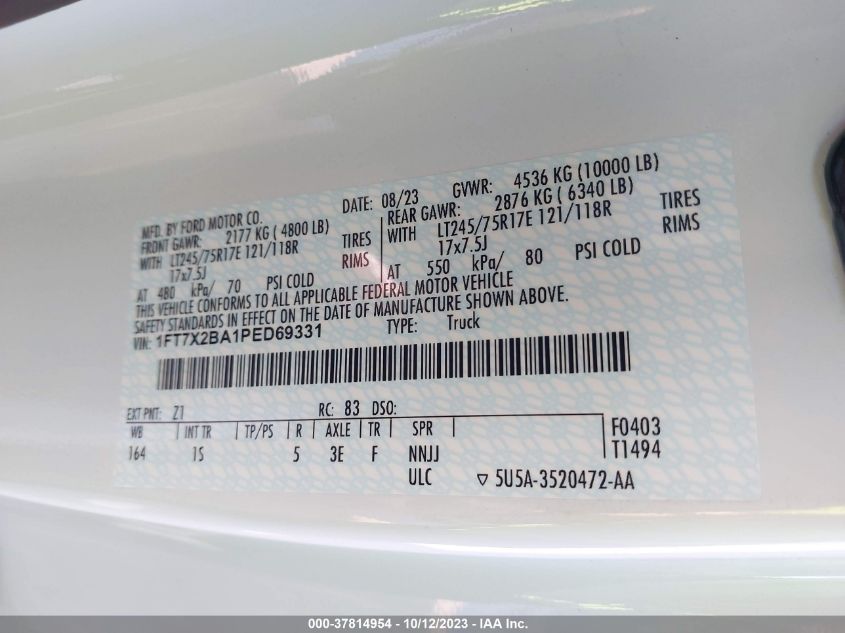 MFD. BY FORD MOTOR CO. DATE: 08/23 GVWR: 4536 KG (10000 LB)
FRONT GAWR: 2177 KG ( 4800 LB) REAR GAWR: 2876 KG ( 6340 LB)
WITH LT245/75R17E 121/118R TIRES WITH LT245/75R17E 121/118R TIRES
17x7.5J RIMS 17x7.5J RIMS
AT 480 kPa/ 70 PSI COLD AT 550 kPa/ 80 PSI COLD
THIS VEHICLE CONFORMS TO ALL APPLICABLE FEDERAL MOTOR VEHICLE
SAFETY STANDARDS IN EFFECT ON THE DATE OF MANUFACTURE SHOWN ABOVE.
VIN: 1FT7X2BA1PED69331 TYPE: Truck
EXT PNT: Z1 RC: 83 DSO:
WB INT TR TP/PS R AXLE TR SPR F0403
164 1S 5 3E F NNJJ T1494
ULC ▽ 5U5A-3520472-AA
000-37814954 - 10/12/2023 - IAA Inc.